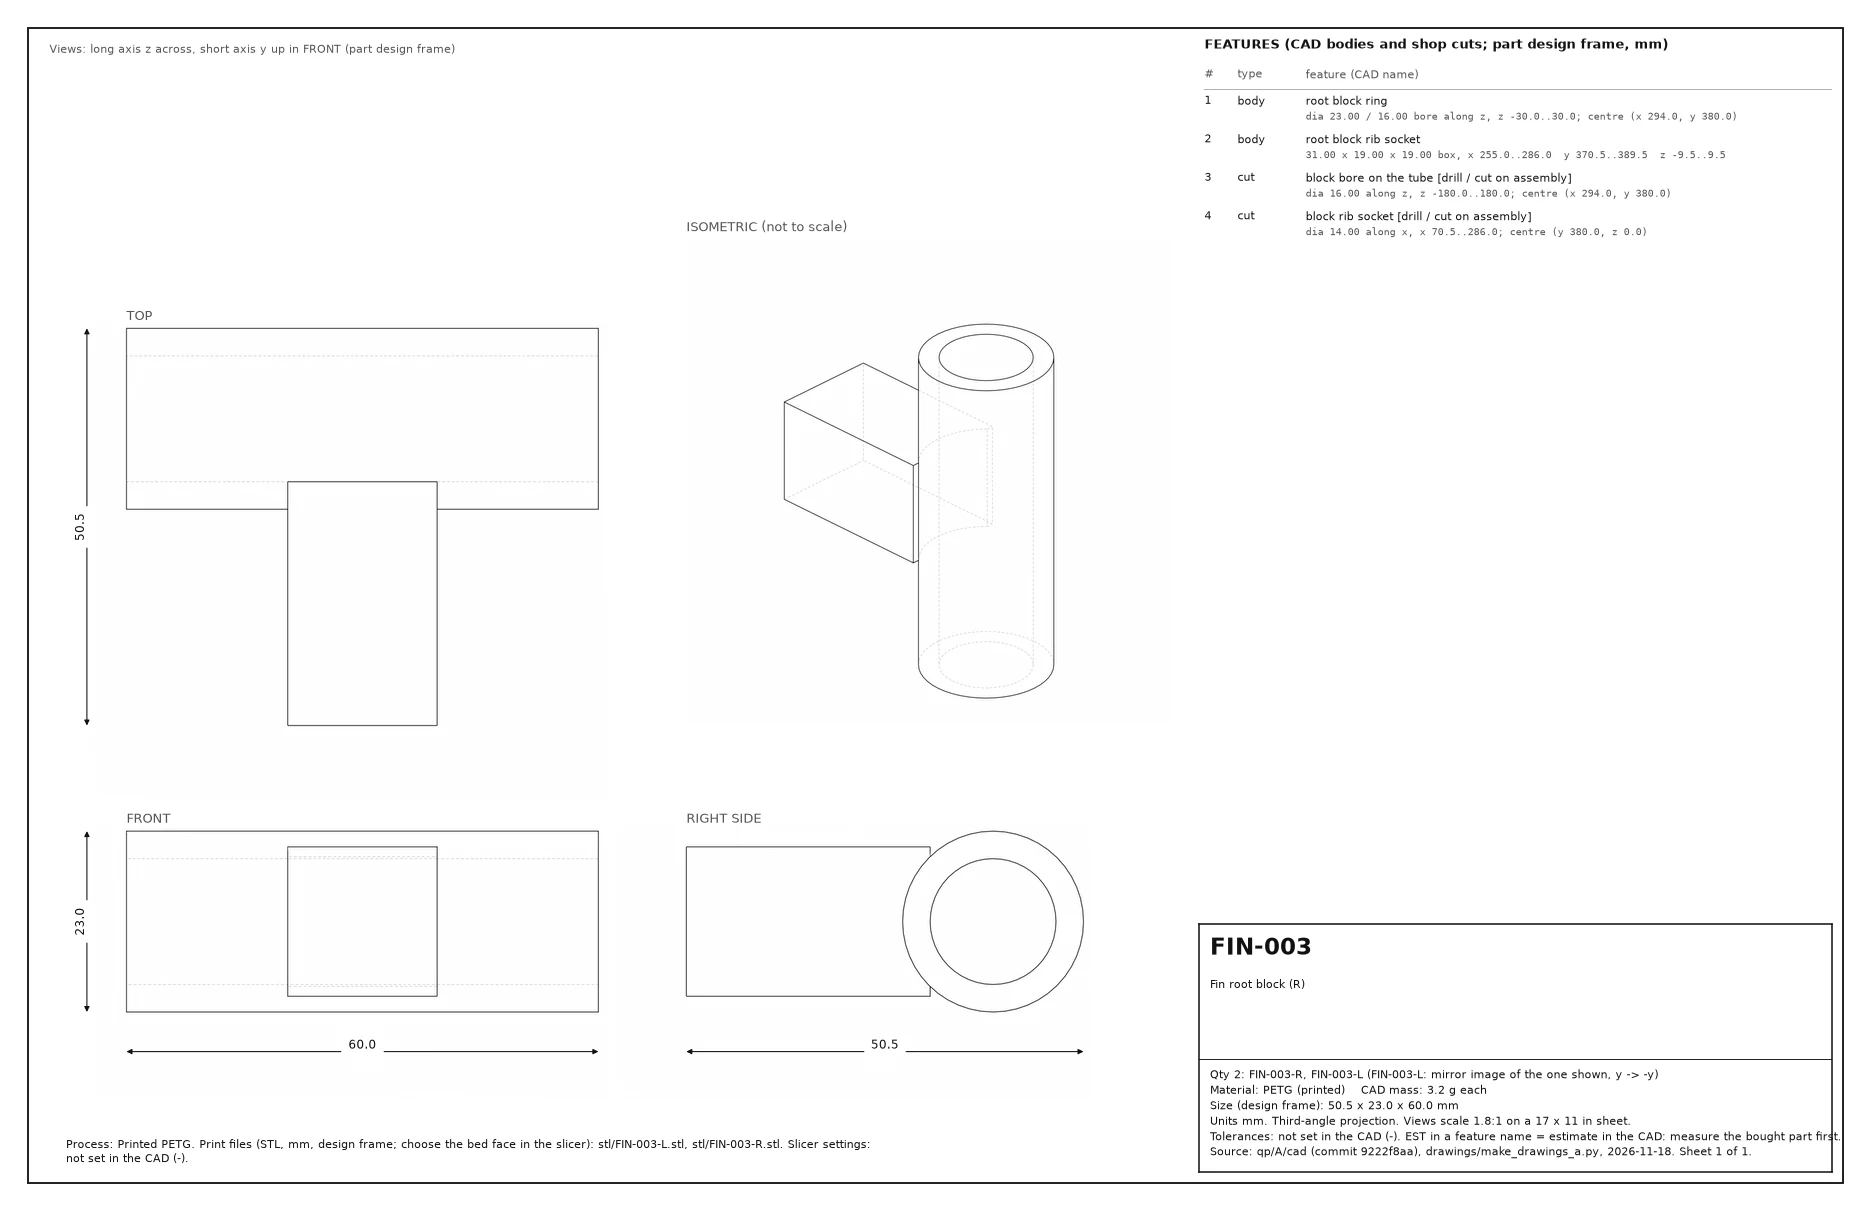 Views: long axis z across, short axis y up in FRONT (part design frame)
FEATURES (CAD bodies and shop cuts; part design frame, mm)
# type feature (CAD name)
1 body root block ring
dia 23.00 / 16.00 bore along z, z -30.0..30.0; centre (x 294.0, y 380.0)
2 body root block rib socket
31.00 x 19.00 x 19.00 box, x 255.0..286.0 y 370.5..389.5 z -9.5..9.5
3 cut block bore on the tube [drill / cut on assembly]
dia 16.00 along z, z -180.0..180.0; centre (x 294.0, y 380.0)
4 cut block rib socket [drill / cut on assembly]
dia 14.00 along x, x 70.5..286.0; centre (y 380.0, z 0.0)
ISOMETRIC (not to scale)
TOP
50.5
FRONT
23.0
60.0
RIGHT SIDE
50.5
FIN-003
Fin root block (R)
Qty 2: FIN-003-R, FIN-003-L (FIN-003-L: mirror image of the one shown, y -> -y)
Material: PETG (printed) CAD mass: 3.2 g each
Size (design frame): 50.5 x 23.0 x 60.0 mm
Units mm. Third-angle projection. Views scale 1.8:1 on a 17 x 11 in sheet.
Tolerances: not set in the CAD (-). EST in a feature name = estimate in the CAD: measure the bought part first.
Source: qp/A/cad (commit 9222f8aa), drawings/make_drawings_a.py, 2026-11-18. Sheet 1 of 1.
Process: Printed PETG. Print files (STL, mm, design frame; choose the bed face in the slicer): stl/FIN-003-L.stl, stl/FIN-003-R.stl. Slicer settings:
not set in the CAD (-).